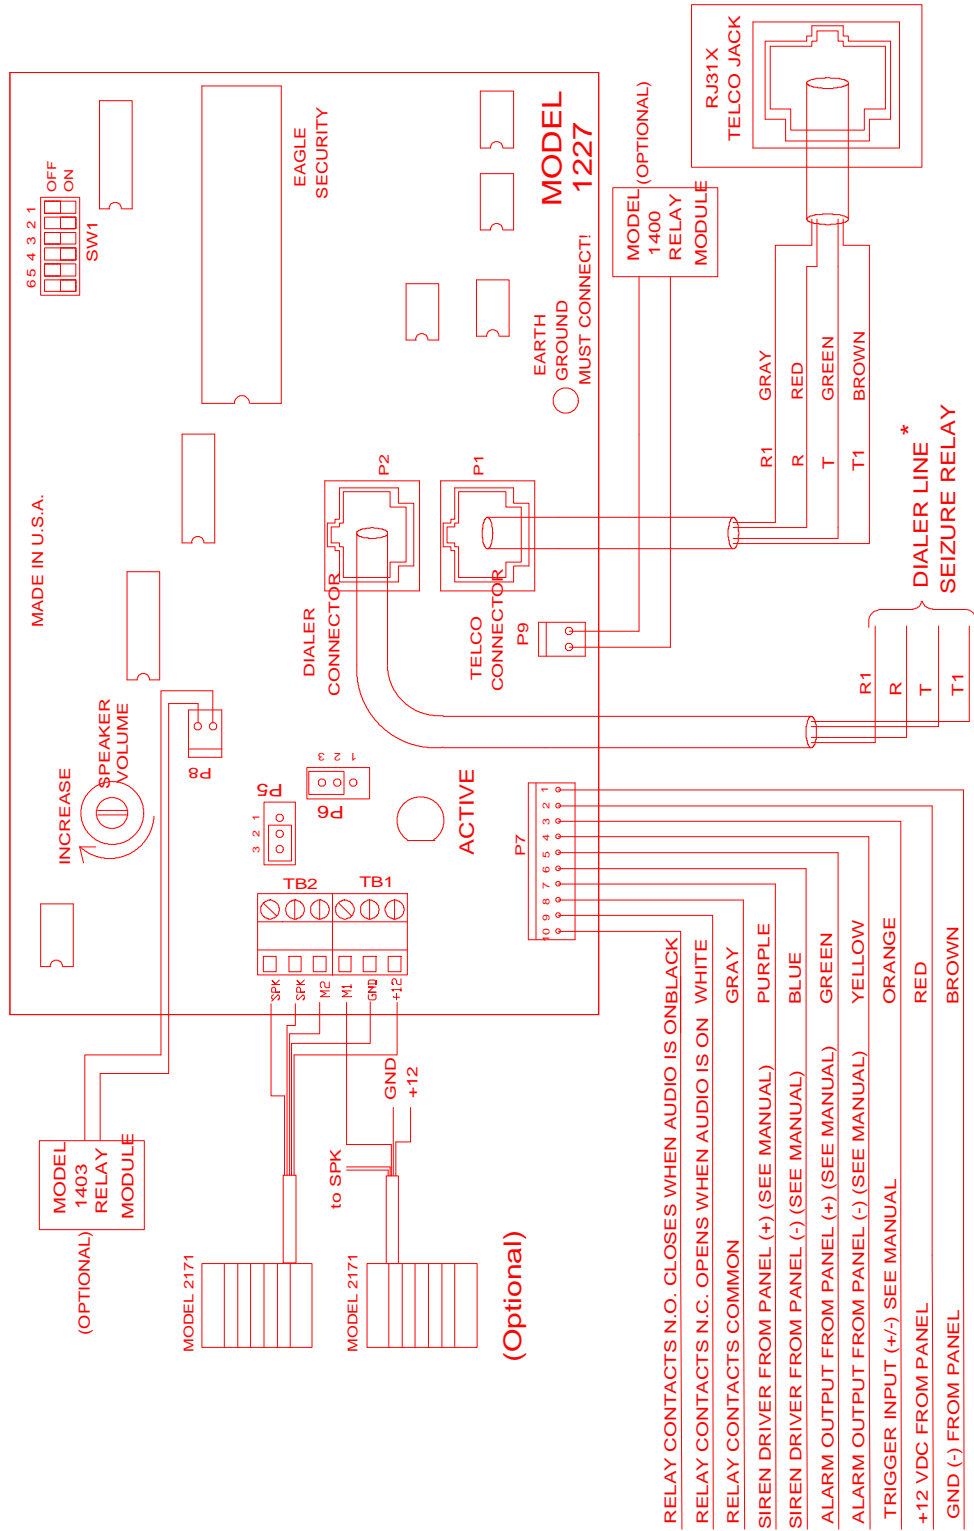 MADE IN U.S.A.
6 5 4 3 2 1
OFF
ON
SW1
EAGLE
SECURITY
MODEL
1227
EARTH
GROUND
MUST CONNECT!
MODEL
1400
RELAY
MODULE
(OPTIONAL)
RJ31X
TELCO JACK
R1 GRAY
R RED
T GREEN
T1 BROWN
DIALER LINE *
SEIZURE RELAY
R1
R
T
T1
P2
DIALER
CONNECTOR
P1
TELCO
CONNECTOR
P9
INCREASE
SPEAKER
VOLUME
P8
P5
3 2 1
P6
1 2 3
ACTIVE
TB2
TB1
SPK
SPK
M2
M1
GND
+12
P7
10 9 8 7 6 5 4 3 2 1
MODEL
1403
RELAY
MODULE
(OPTIONAL)
MODEL 2171
MODEL 2171
to SPK
GND
+12
(Optional)
RELAY CONTACTS N.O. CLOSES WHEN AUDIO IS ON BLACK
RELAY CONTACTS N.C. OPENS WHEN AUDIO IS ON WHITE
RELAY CONTACTS COMMON GRAY
SIREN DRIVER FROM PANEL (+) (SEE MANUAL) PURPLE
SIREN DRIVER FROM PANEL (-) (SEE MANUAL) BLUE
ALARM OUTPUT FROM PANEL (+) (SEE MANUAL) GREEN
ALARM OUTPUT FROM PANEL (-) (SEE MANUAL) YELLOW
TRIGGER INPUT (+/-) SEE MANUAL ORANGE
+12 VDC FROM PANEL RED
GND (-) FROM PANEL BROWN